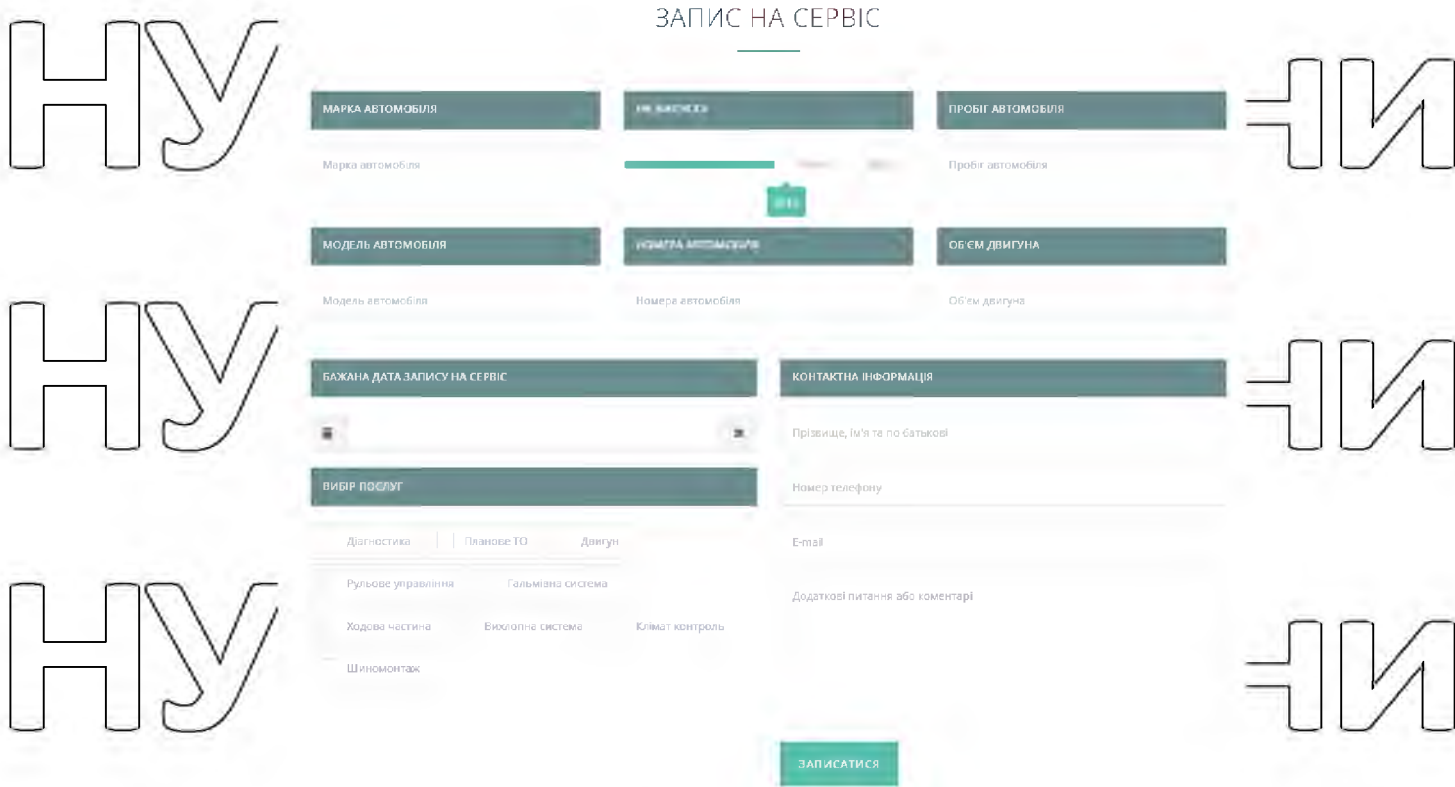 ЗАПИС НА СЕРВІС
НУ
НИ
МАРКА АВТОМОБІЛЯ
ПРОБІГ АВТОМОБІЛЯ
Марка автомобіля
Пробіг автомобіля
МОДЕЛЬ АВТОМОБІЛЯ
НОМЕРА АВТОМОБІЛЯ
ОБ'ЄМ ДВИГУНА
Модель автомобіля
Номера автомобіля
Об'єм двигуна
НУ
НИ
БАЖАНА ДАТА ЗАПИСУ НА СЕРВІС
КОНТАКТНА ІНФОРМАЦІЯ
Прізвище, ім'я та по батькові
ВИБІР ПОСЛУГ
Номер телефону
Діагностика Планове ТО Двигун
E-mail
Рульове управління Гальмівна система
Додаткові питання або коментарі
Ходова частина Вихлопна система Клімат контроль
Шиномонтаж
НУ
НИ
ЗАПИСАТИСЯ